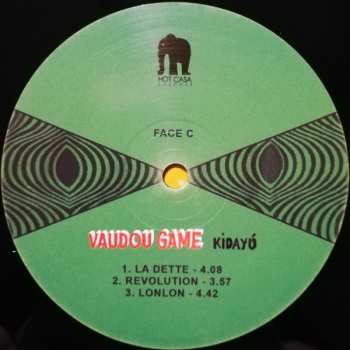 HOT CASA
RECORDS
FACE C
VAUDOU GAME KiDAYÓ
1. LA DETTE - 4.08
2. REVOLUTION - 3.57
3. LONLON - 4.42